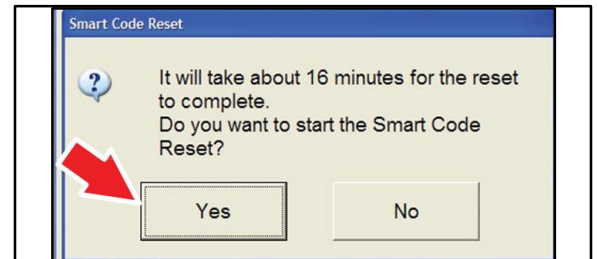 Smart Code Reset
It will take about 16 minutes for the reset
to complete.
Do you want to start the Smart Code
Reset?
Yes
No